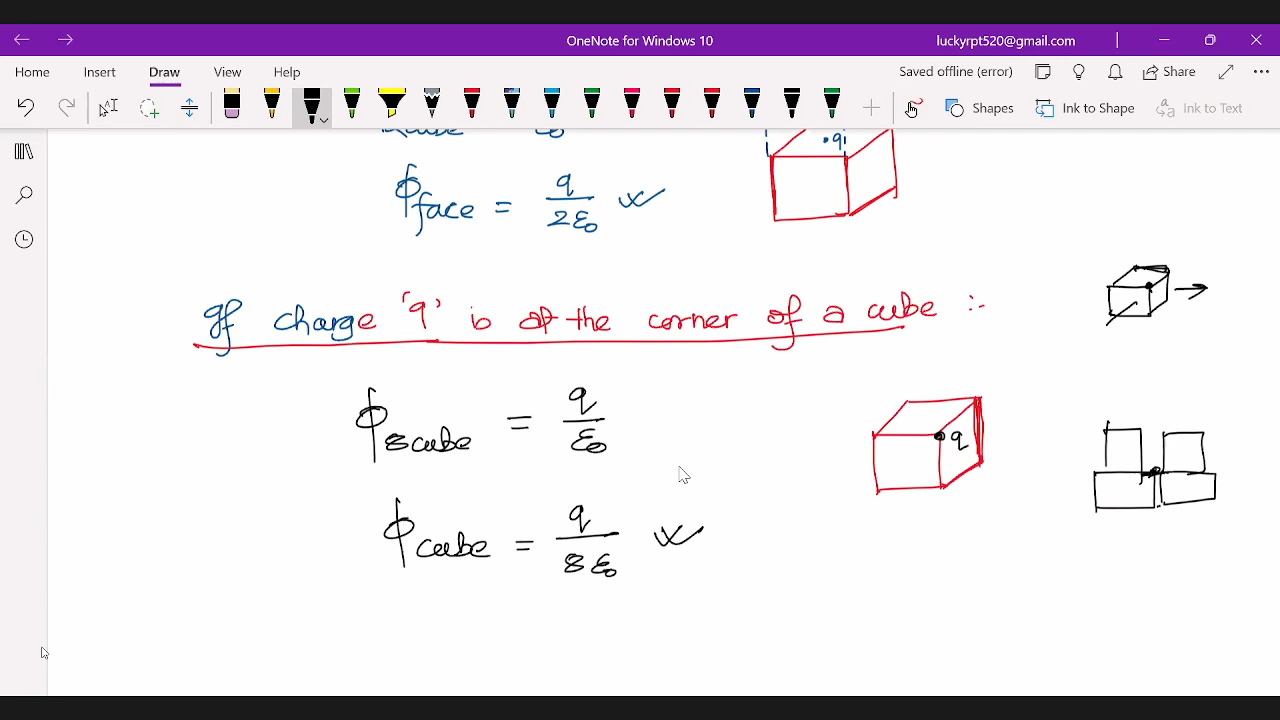 OneNote for Windows 10
luckyrpt520@gmail.com
Home Insert Draw View Help
Saved offline (error)
Share
Shapes
Ink to Shape
Ink to Text
q
ϕface = q/2ε₀
If charge 'q' is at the corner of a cube :-
ϕ8cube = q/ε₀
q
ϕcube = q/8ε₀